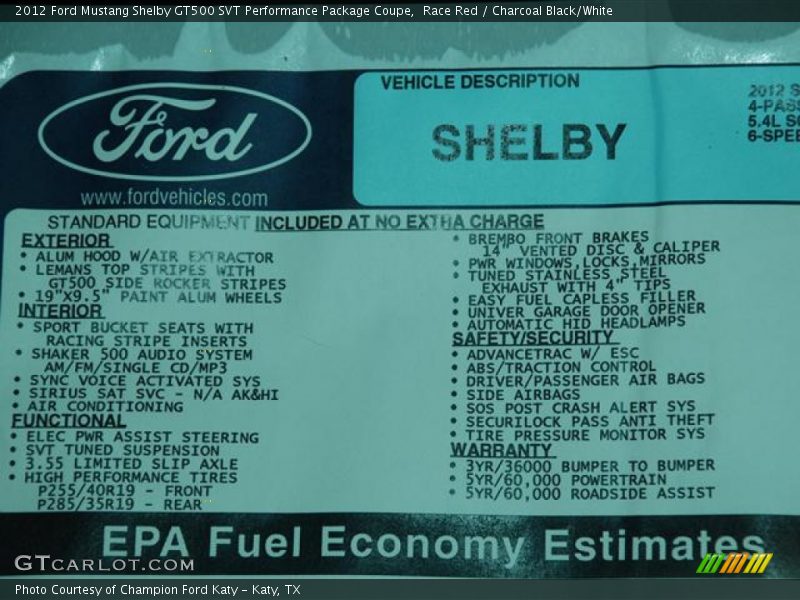 2012 Ford Mustang Shelby GT500 SVT Performance Package Coupe, Race Red / Charcoal Black/White
Ford
www.fordvehicles.com
VEHICLE DESCRIPTION
SHELBY
2012 S
4-PAS
5.4L SO
6-SPEE
STANDARD EQUIPMENT INCLUDED AT NO EXTRA CHARGE
EXTERIOR
• ALUM HOOD W/AIR EXTRACTOR
• LEMANS TOP STRIPES WITH
GT500 SIDE ROCKER STRIPES
• 19"X9.5" PAINT ALUM WHEELS
INTERIOR
• SPORT BUCKET SEATS WITH
RACING STRIPE INSERTS
• SHAKER 500 AUDIO SYSTEM
AM/FM/SINGLE CD/MP3
• SYNC VOICE ACTIVATED SYS
• SIRIUS SAT SVC - N/A AK&HI
• AIR CONDITIONING
FUNCTIONAL
• ELEC PWR ASSIST STEERING
• SVT TUNED SUSPENSION
• 3.55 LIMITED SLIP AXLE
• HIGH PERFORMANCE TIRES
P255/40R19 - FRONT
P285/35R19 - REAR
• BREMBO FRONT BRAKES
14" VENTED DISC & CALIPER
• PWR WINDOWS,LOCKS,MIRRORS
• TUNED STAINLESS STEEL
EXHAUST WITH 4" TIPS
• EASY FUEL CAPLESS FILLER
• UNIVER GARAGE DOOR OPENER
• AUTOMATIC HID HEADLAMPS
SAFETY/SECURITY
• ADVANCETRAC W/ ESC
• ABS/TRACTION CONTROL
• DRIVER/PASSENGER AIR BAGS
• SIDE AIRBAGS
• SOS POST CRASH ALERT SYS
• SECURILOCK PASS ANTI THEFT
• TIRE PRESSURE MONITOR SYS
WARRANTY
• 3YR/36000 BUMPER TO BUMPER
• 5YR/60,000 POWERTRAIN
• 5YR/60,000 ROADSIDE ASSIST
EPA Fuel Economy Estimates
GTcarlot.com
Photo Courtesy of Champion Ford Katy - Katy, TX